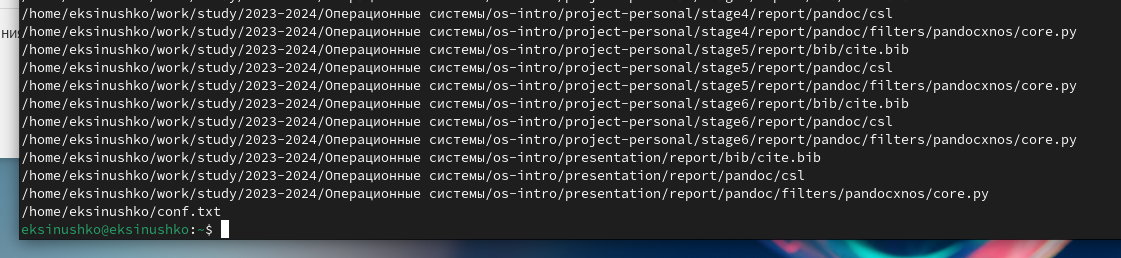 /home/eksinushko/work/study/2023-2024/Операционные системы/os-intro/project-personal/stage4/report/pandoc/csl
/home/eksinushko/work/study/2023-2024/Операционные системы/os-intro/project-personal/stage4/report/pandoc/filters/pandocxnos/core.py
/home/eksinushko/work/study/2023-2024/Операционные системы/os-intro/project-personal/stage5/report/bib/cite.bib
/home/eksinushko/work/study/2023-2024/Операционные системы/os-intro/project-personal/stage5/report/pandoc/csl
/home/eksinushko/work/study/2023-2024/Операционные системы/os-intro/project-personal/stage5/report/pandoc/filters/pandocxnos/core.py
/home/eksinushko/work/study/2023-2024/Операционные системы/os-intro/project-personal/stage6/report/bib/cite.bib
/home/eksinushko/work/study/2023-2024/Операционные системы/os-intro/project-personal/stage6/report/pandoc/csl
/home/eksinushko/work/study/2023-2024/Операционные системы/os-intro/project-personal/stage6/report/pandoc/filters/pandocxnos/core.py
/home/eksinushko/work/study/2023-2024/Операционные системы/os-intro/presentation/report/bib/cite.bib
/home/eksinushko/work/study/2023-2024/Операционные системы/os-intro/presentation/report/pandoc/csl
/home/eksinushko/work/study/2023-2024/Операционные системы/os-intro/presentation/report/pandoc/filters/pandocxnos/core.py
/home/eksinushko/conf.txt
eksinushko@eksinushko:~$